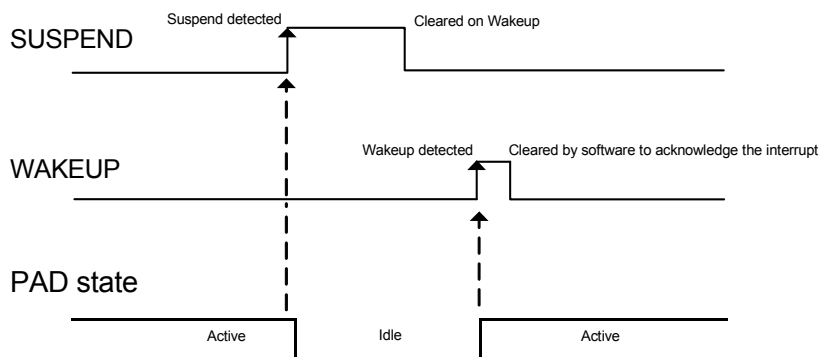 Suspend detected
Cleared on Wakeup
SUSPEND
Wakeup detected
Cleared by software to acknowledge the interrupt
WAKEUP
PAD state
Active
Idle
Active